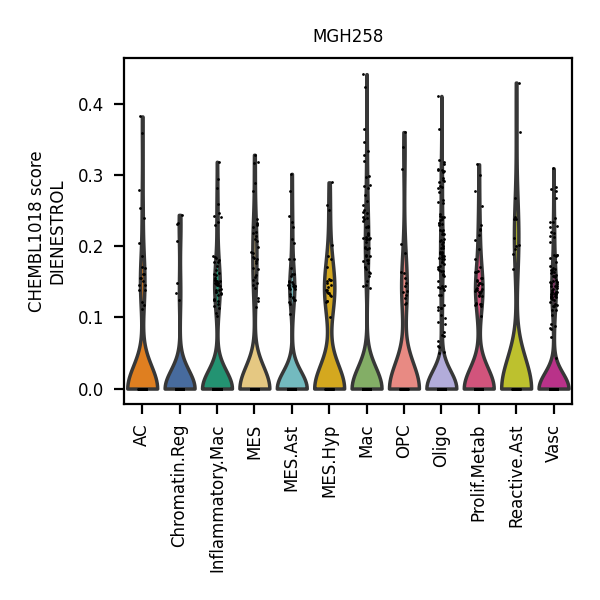 MGH258
CHEMBL1018 score
DIENESTROL
0.4
0.3
0.2
0.1
0.0
AC
Chromatin.Reg
Inflammatory.Mac
MES
MES.Ast
MES.Hyp
Mac
OPC
Oligo
Prolif.Metab
Reactive.Ast
Vasc